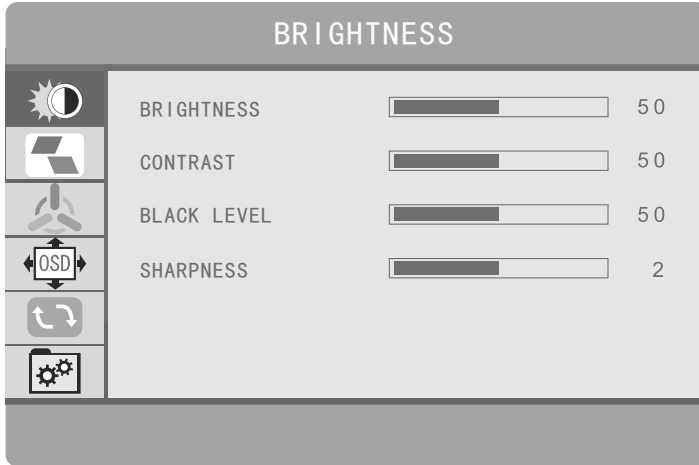 BRIGHTNESS
BRIGHTNESS 50
CONTRAST 50
BLACK LEVEL 50
SHARPNESS 2
OSD